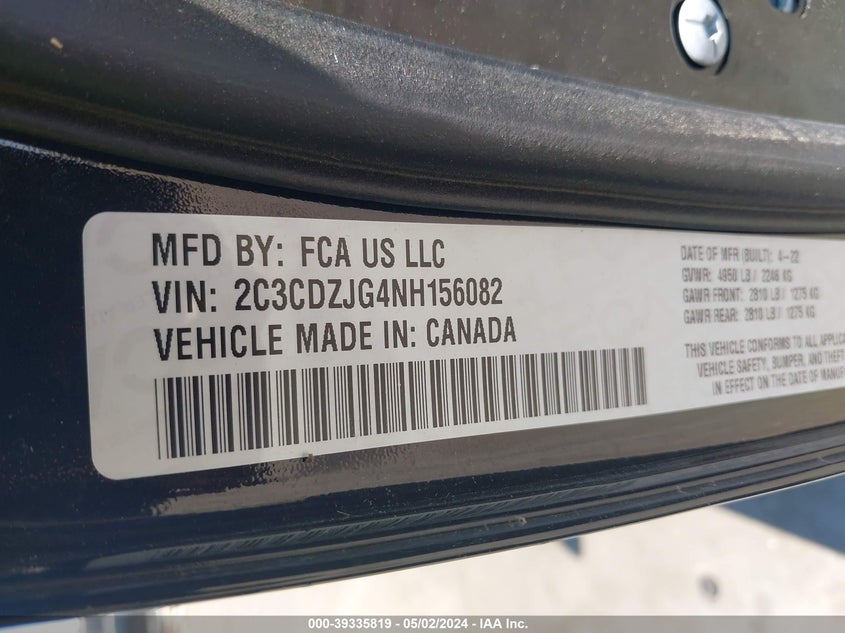 MFD BY: FCA US LLC
VIN: 2C3CDZJG4NH156082
VEHICLE MADE IN: CANADA
DATE OF MFR (BUILT): 4-22
GVWR: 4950 LB / 2246 KG
GAWR FRONT: 2810 LB / 1275 KG
GAWR REAR: 2810 LB / 1275 KG
THIS VEHICLE CONFORMS TO ALL
VEHICLE SAFETY, BUMPER, AND THEFT
IN EFFECT ON THE DATE OF
000-39335819 - 05/02/2024 - IAA Inc.